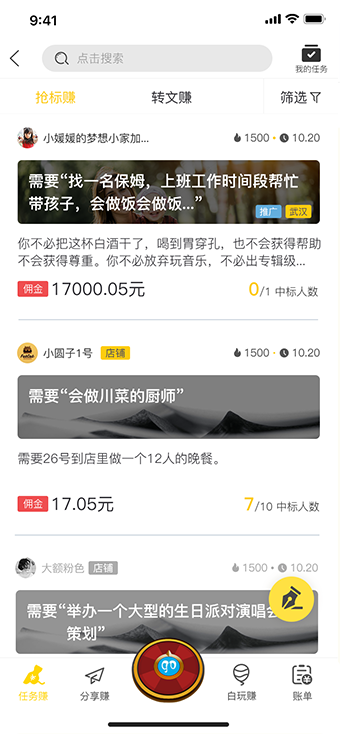 9:41
点击搜索
我的任务
抢标赚 转文赚 筛选
小媛媛的梦想小家加... 1500 • 10.20
需要“找一名保姆，上班工作时间段帮忙
带孩子，会做饭会做饭...”
推广 武汉
你不必把这杯白酒干了，喝到胃穿孔，也不会获得帮助
不会获得尊重。你不必放弃玩音乐，不必出专辑级...
佣金 17000.05元 0/1 中标人数
小圆子1号 店铺 1500 • 10.20
需要“会做川菜的厨师”
需要26号到店里做一个12人的晚餐。
佣金 17.05元 7/10 中标人数
大额粉色 店铺 1500 • 10.20
需要“举办一个大型的生日派对演唱会
策划”
go
任务赚 分享赚 白玩赚 账单